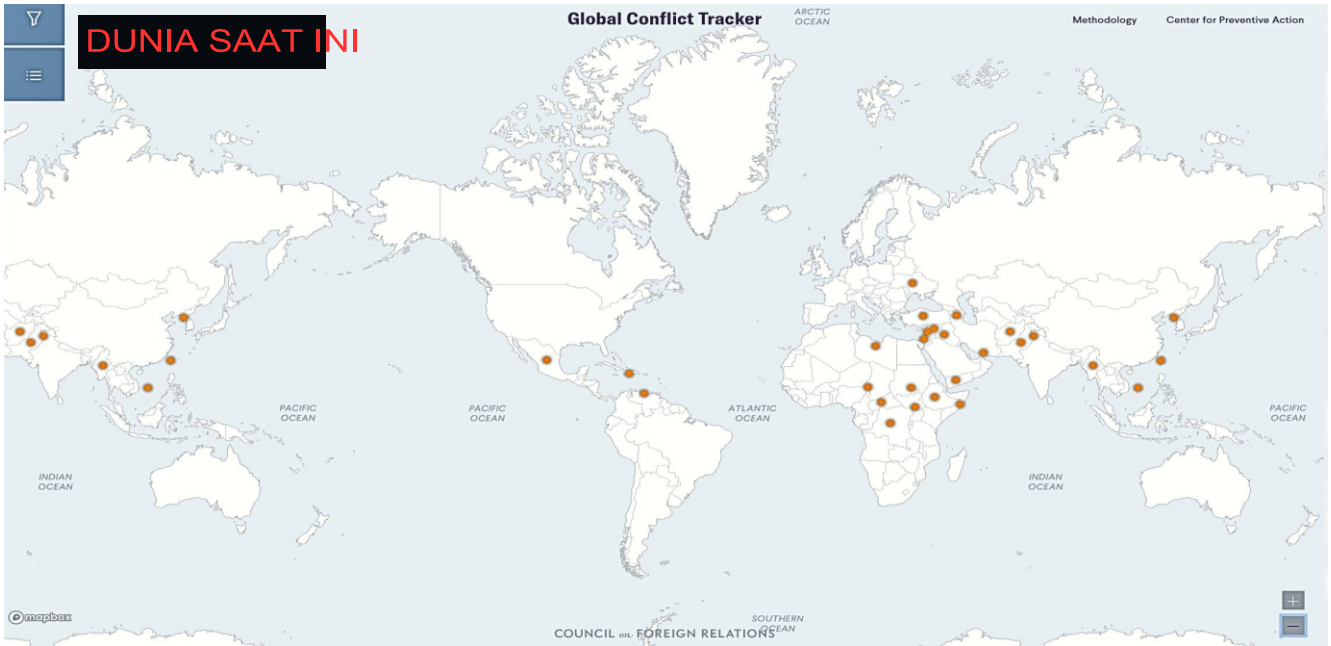 DUNIA SAAT INI
Global Conflict Tracker
ARCTIC
OCEAN
Methodology
Center for Preventive Action
PACIFIC
OCEAN
PACIFIC
OCEAN
ATLANTIC
OCEAN
PACIFIC
OCEAN
INDIAN
OCEAN
INDIAN
OCEAN
mapbox
SOUTHERN
OCEAN
COUNCIL on FOREIGN RELATIONS